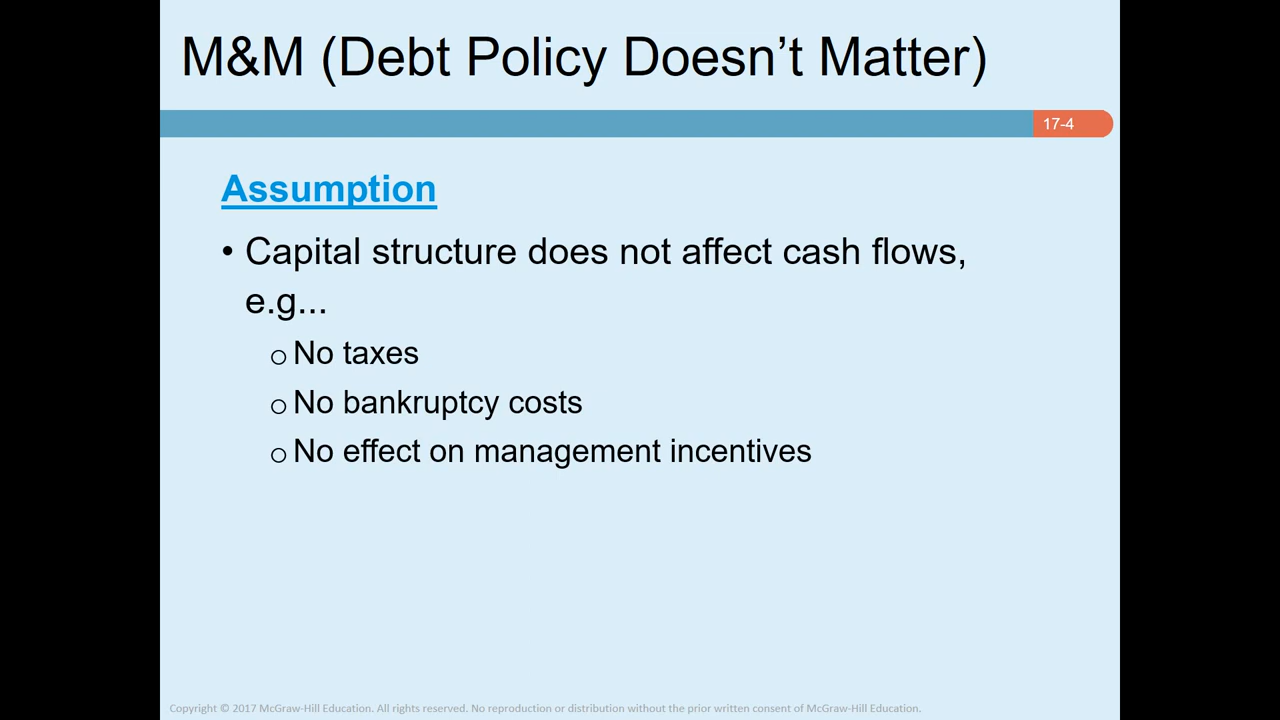 M&M (Debt Policy Doesn’t Matter)
17-4
Assumption
• Capital structure does not affect cash flows,
e.g...
o No taxes
o No bankruptcy costs
o No effect on management incentives
Copyright © 2017 McGraw-Hill Education. All rights reserved. No reproduction or distribution without the prior written consent of McGraw-Hill Education.